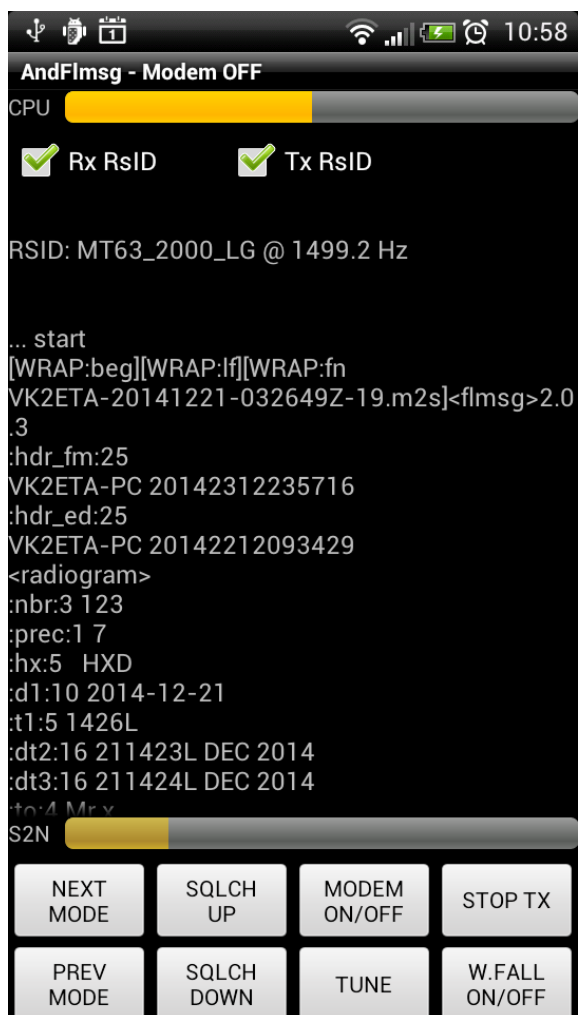 1
10:58
AndFlmsg - Modem OFF
CPU
Rx RsID
Tx RsID
RSID: MT63_2000_LG @ 1499.2 Hz
... start
[WRAP:beg][WRAP:lf][WRAP:fn
VK2ETA-20141221-032649Z-19.m2s]<flmsg>2.0
.3
:hdr_fm:25
VK2ETA-PC 20142312235716
:hdr_ed:25
VK2ETA-PC 20142212093429
<radiogram>
:nbr:3 123
:prec:1 7
:hx:5   HXD
:d1:10 2014-12-21
:t1:5 1426L
:dt2:16 211423L DEC 2014
:dt3:16 211424L DEC 2014
:to:4 Mr x
S2N
NEXT MODE
SQLCH UP
MODEM ON/OFF
STOP TX
PREV MODE
SQLCH DOWN
TUNE
W.FALL ON/OFF